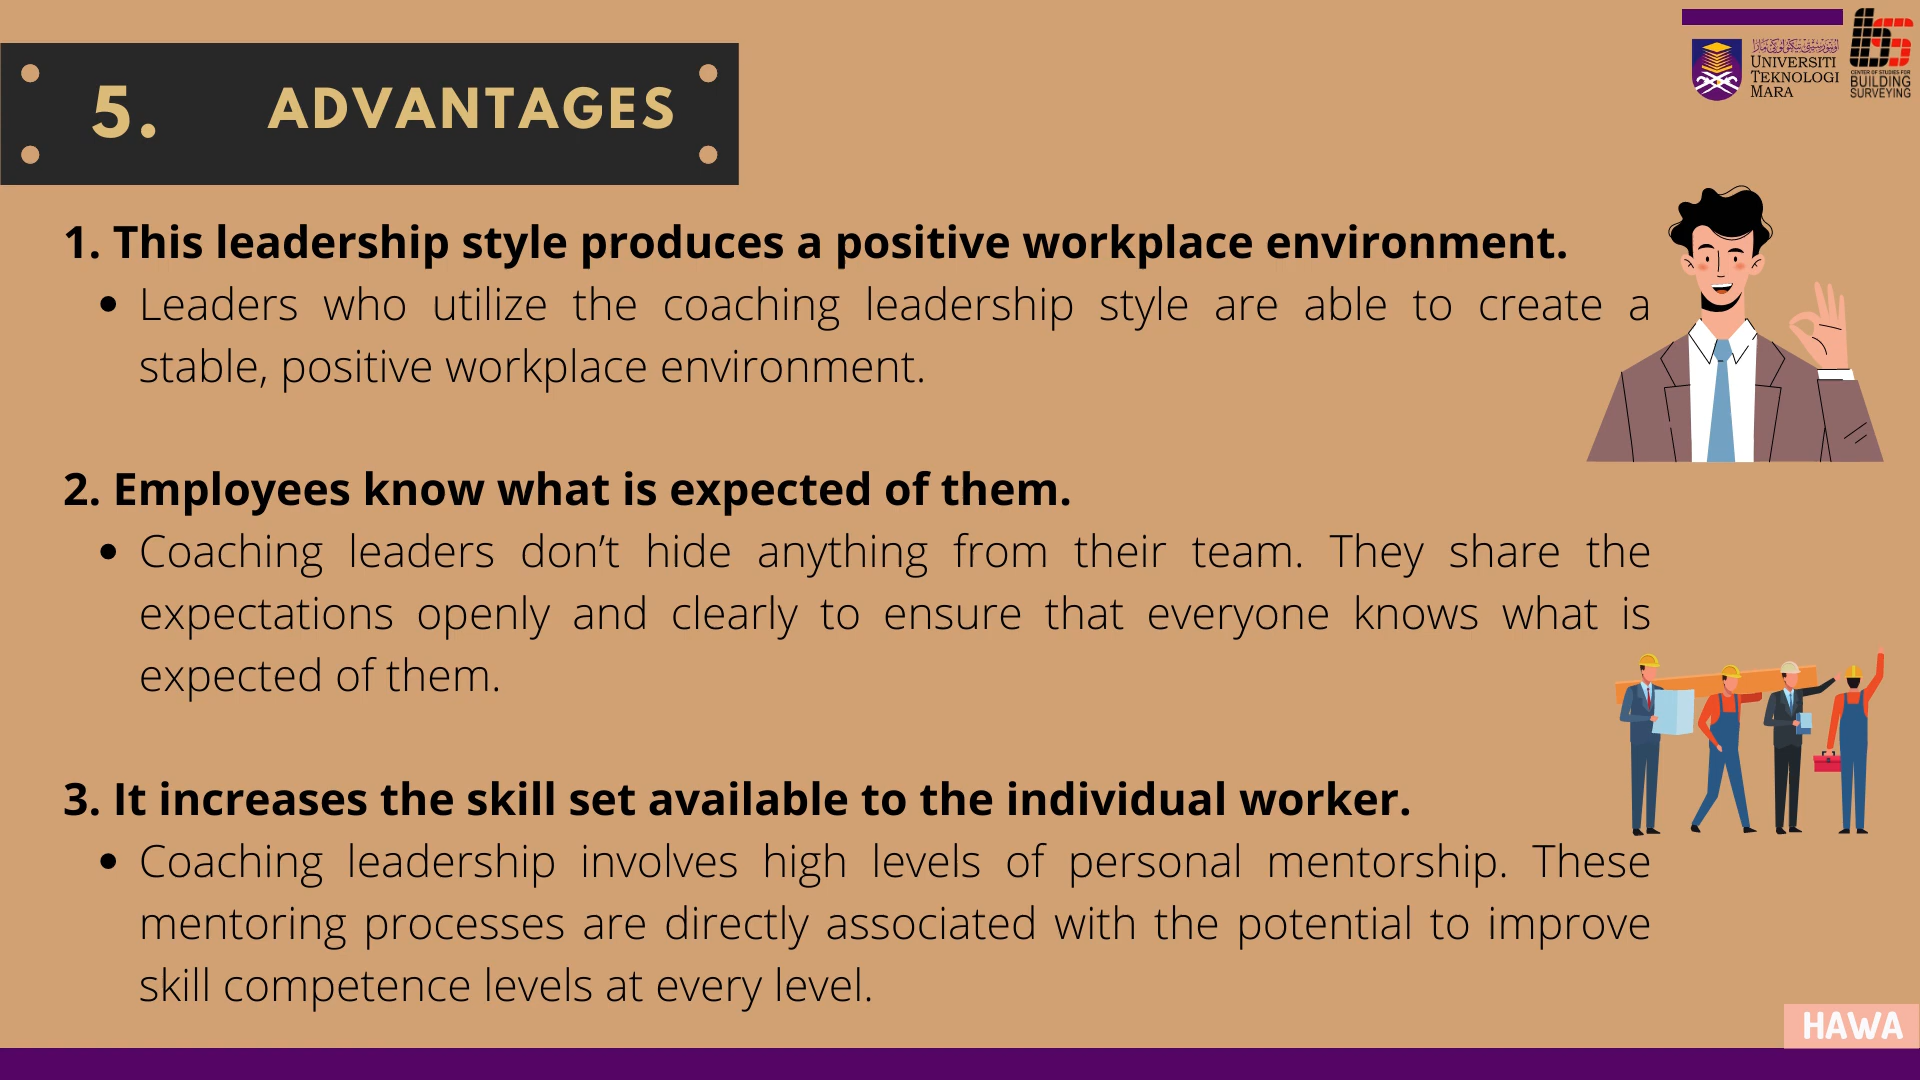 5. ADVANTAGES
UNIVERSITI
TEKNOLOGI
MARA
CENTER OF STUDIES FOR
BUILDING
SURVEYING
1. This leadership style produces a positive workplace environment.
• Leaders who utilize the coaching leadership style are able to create a
stable, positive workplace environment.
2. Employees know what is expected of them.
• Coaching leaders don’t hide anything from their team. They share the
expectations openly and clearly to ensure that everyone knows what is
expected of them.
3. It increases the skill set available to the individual worker.
• Coaching leadership involves high levels of personal mentorship. These
mentoring processes are directly associated with the potential to improve
skill competence levels at every level.
HAWA